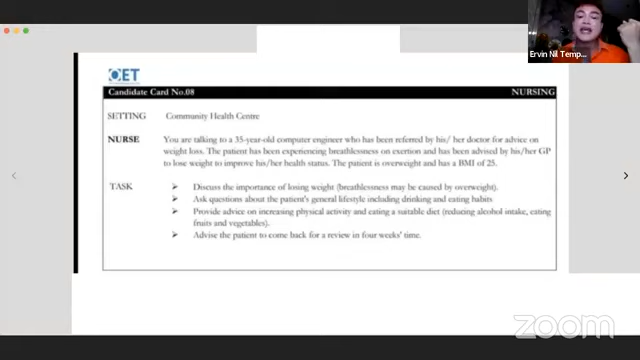 Ervin Nil Temp...
OET
Candidate Card No.08 NURSING
SETTING Community Health Centre
NURSE You are talking to a 35-year-old computer engineer who has been referred by his/ her doctor for advice on
weight loss. The patient has been experiencing breathlessness on exertion and has been advised by his/her GP
to lose weight to improve his/her health status. The patient is overweight and has a BMI of 25.
TASK ➤ Discuss the importance of losing weight (breathlessness may be caused by overweight).
➤ Ask questions about the patient's general lifestyle including drinking and eating habits
➤ Provide advice on increasing physical activity and eating a suitable diet (reducing alcohol intake, eating
fruits and vegetables).
➤ Advise the patient to come back for a review in four weeks' time.
zoom